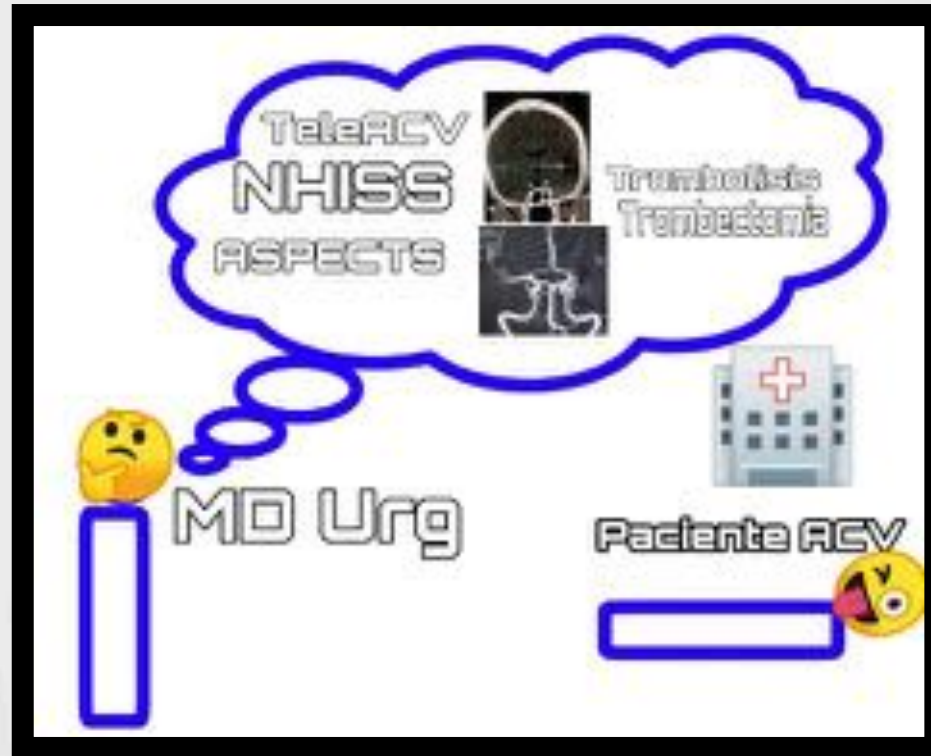 TeleACV
NHISS
ASPECTS
Trombolisis
Trombectomia
MD Urg
Paciente ACV